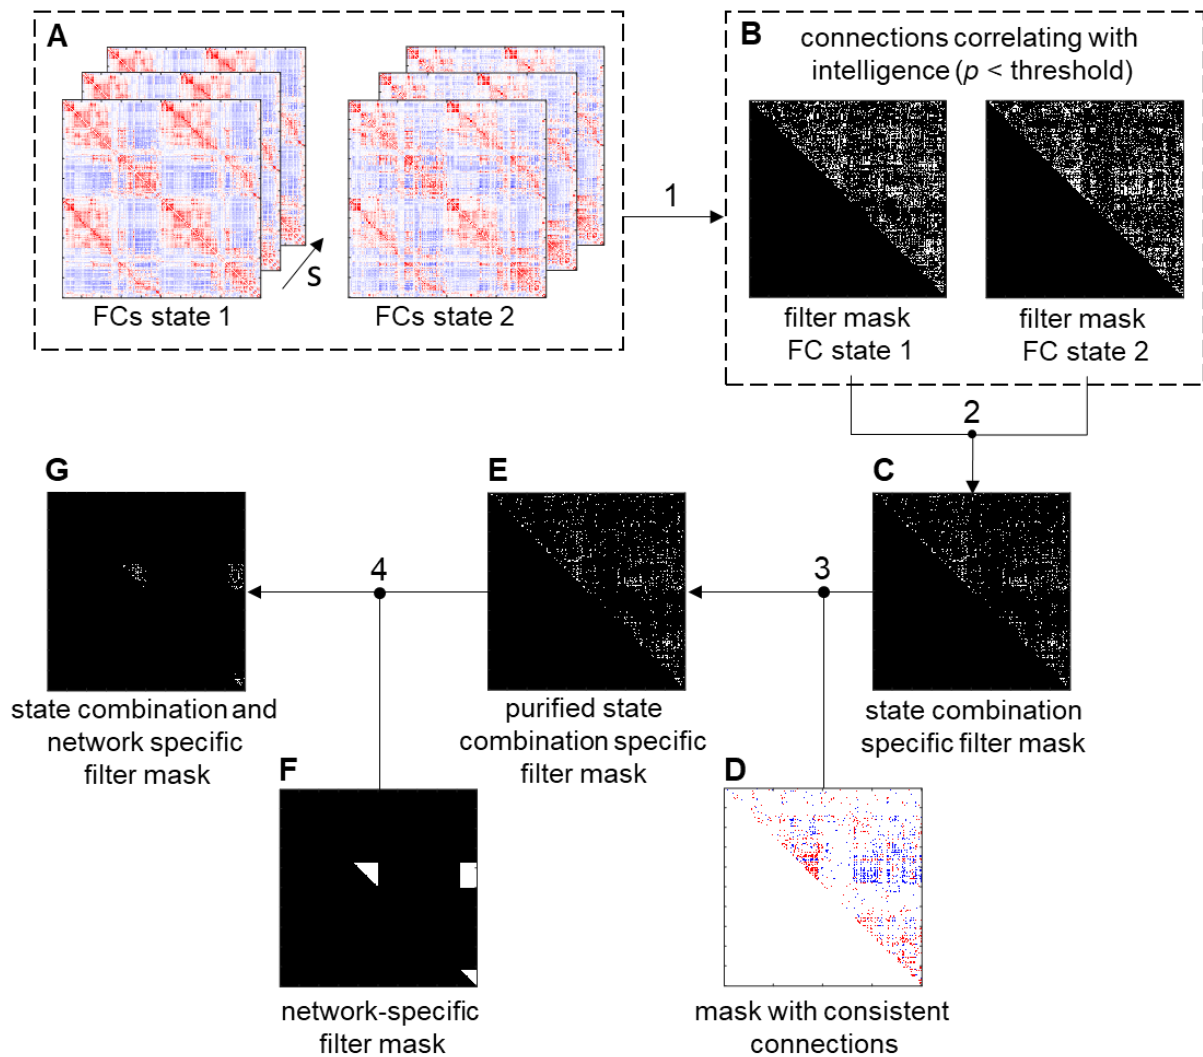 A
FCs state 1
S
FCs state 2
1
B
connections correlating with
intelligence (p < threshold)
filter mask
FC state 1
filter mask
FC state 2
2
G
E
C
4
3
state combination and
network specific
filter mask
purified state
combination specific
filter mask
state combination
specific filter mask
F
D
network-specific
filter mask
mask with consistent
connections